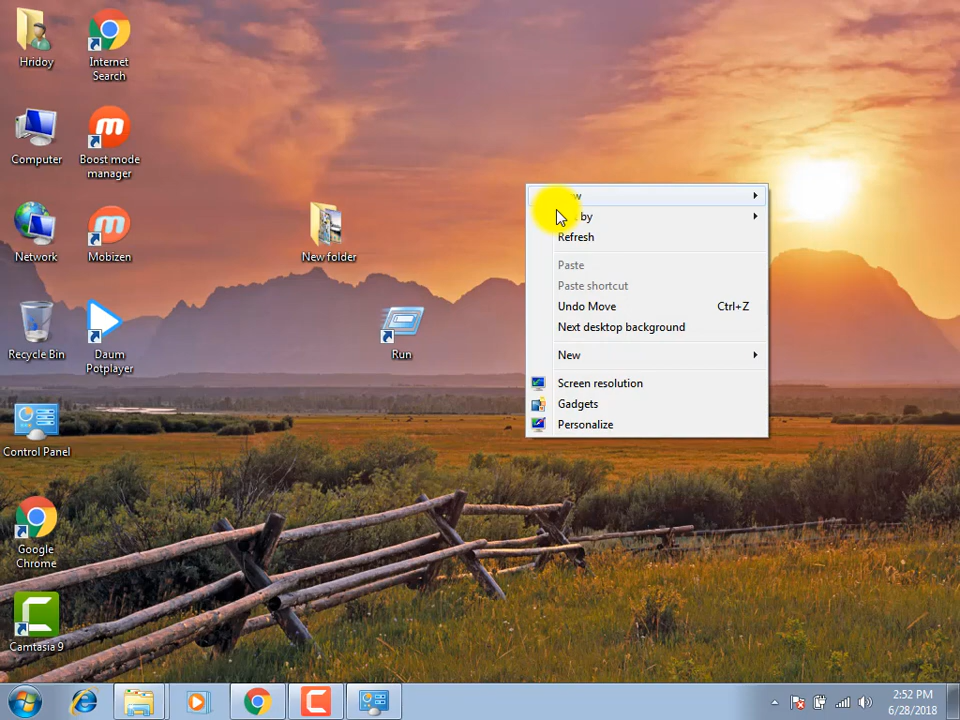 Hridoy
Internet
Search
Computer
Boost mode
manager
Network
Mobizen
New folder
Recycle Bin
Daum
Potplayer
Run
Control Panel
Google
Chrome
Camtasia 9
by
Refresh
Paste
Paste shortcut
Undo Move Ctrl+Z
Next desktop background
New
Screen resolution
Gadgets
Personalize
2:52 PM
6/28/2018